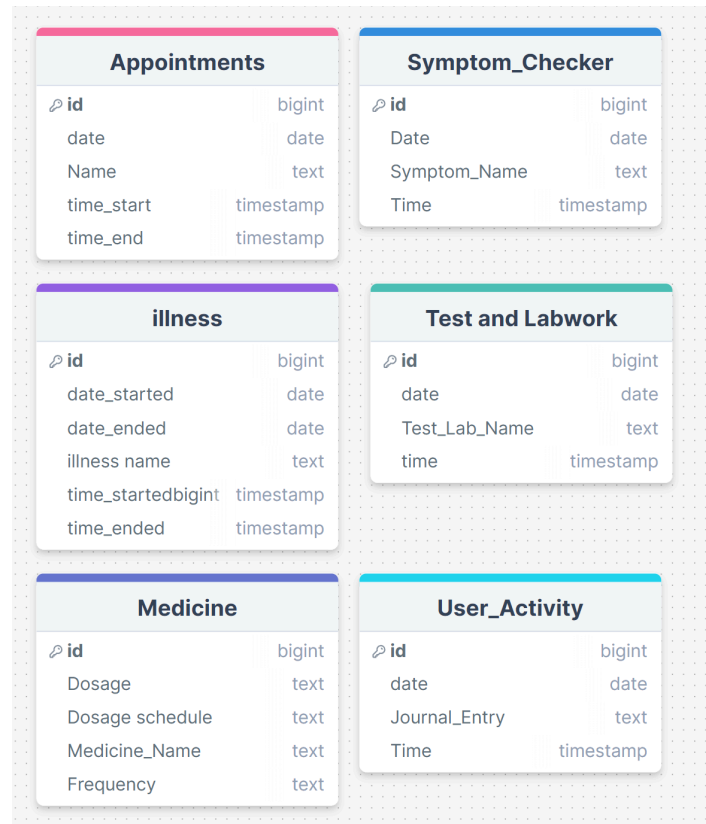 Appointments
id bigint
date date
Name text
time_start timestamp
time_end timestamp
Symptom_Checker
id bigint
Date date
Symptom_Name text
Time timestamp
illness
id bigint
date_started date
date_ended date
illness name text
time_startedbigint timestamp
time_ended timestamp
Test and Labwork
id bigint
date date
Test_Lab_Name text
time timestamp
Medicine
id bigint
Dosage text
Dosage schedule text
Medicine_Name text
Frequency text
User_Activity
id bigint
date date
Journal_Entry text
Time timestamp